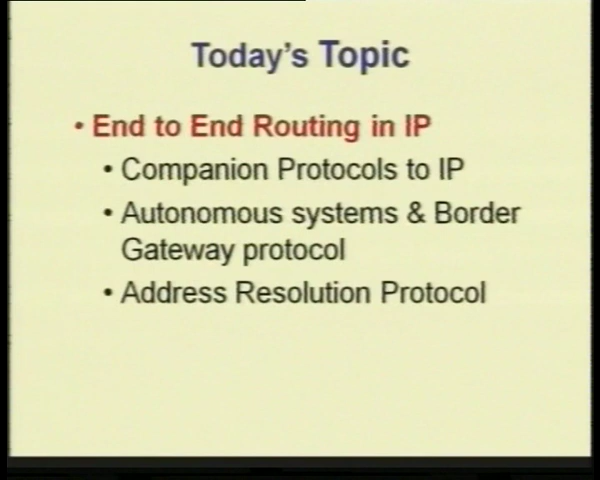 Today's Topic
• End to End Routing in IP
• Companion Protocols to IP
• Autonomous systems & Border
Gateway protocol
• Address Resolution Protocol